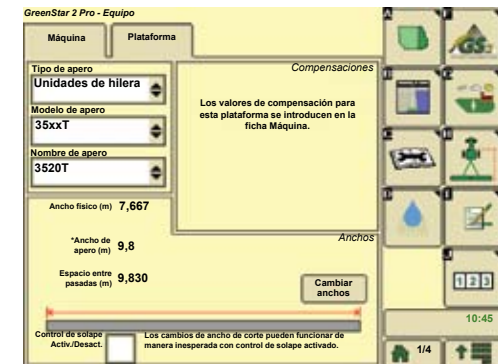 GreenStar 2 Pro - Equipo
Máquina
Plataforma
Tipo de apero
Unidades de hilera
Modelo de apero
35xxT
Nombre de apero
3520T
Compensaciones
Los valores de compensación para
esta plataforma se introducen en la
ficha Máquina.
Ancho físico (m) 7,667
*Ancho de
apero (m) 9,8
Espacio entre
pasadas (m) 9,830
Anchos
Cambiar
anchos
Control de solape
Activ./Desact.
Los cambios de ancho de corte pueden funcionar de
manera inesperada con control de solape activado.
GS2
1 2 3
10:45
1/4